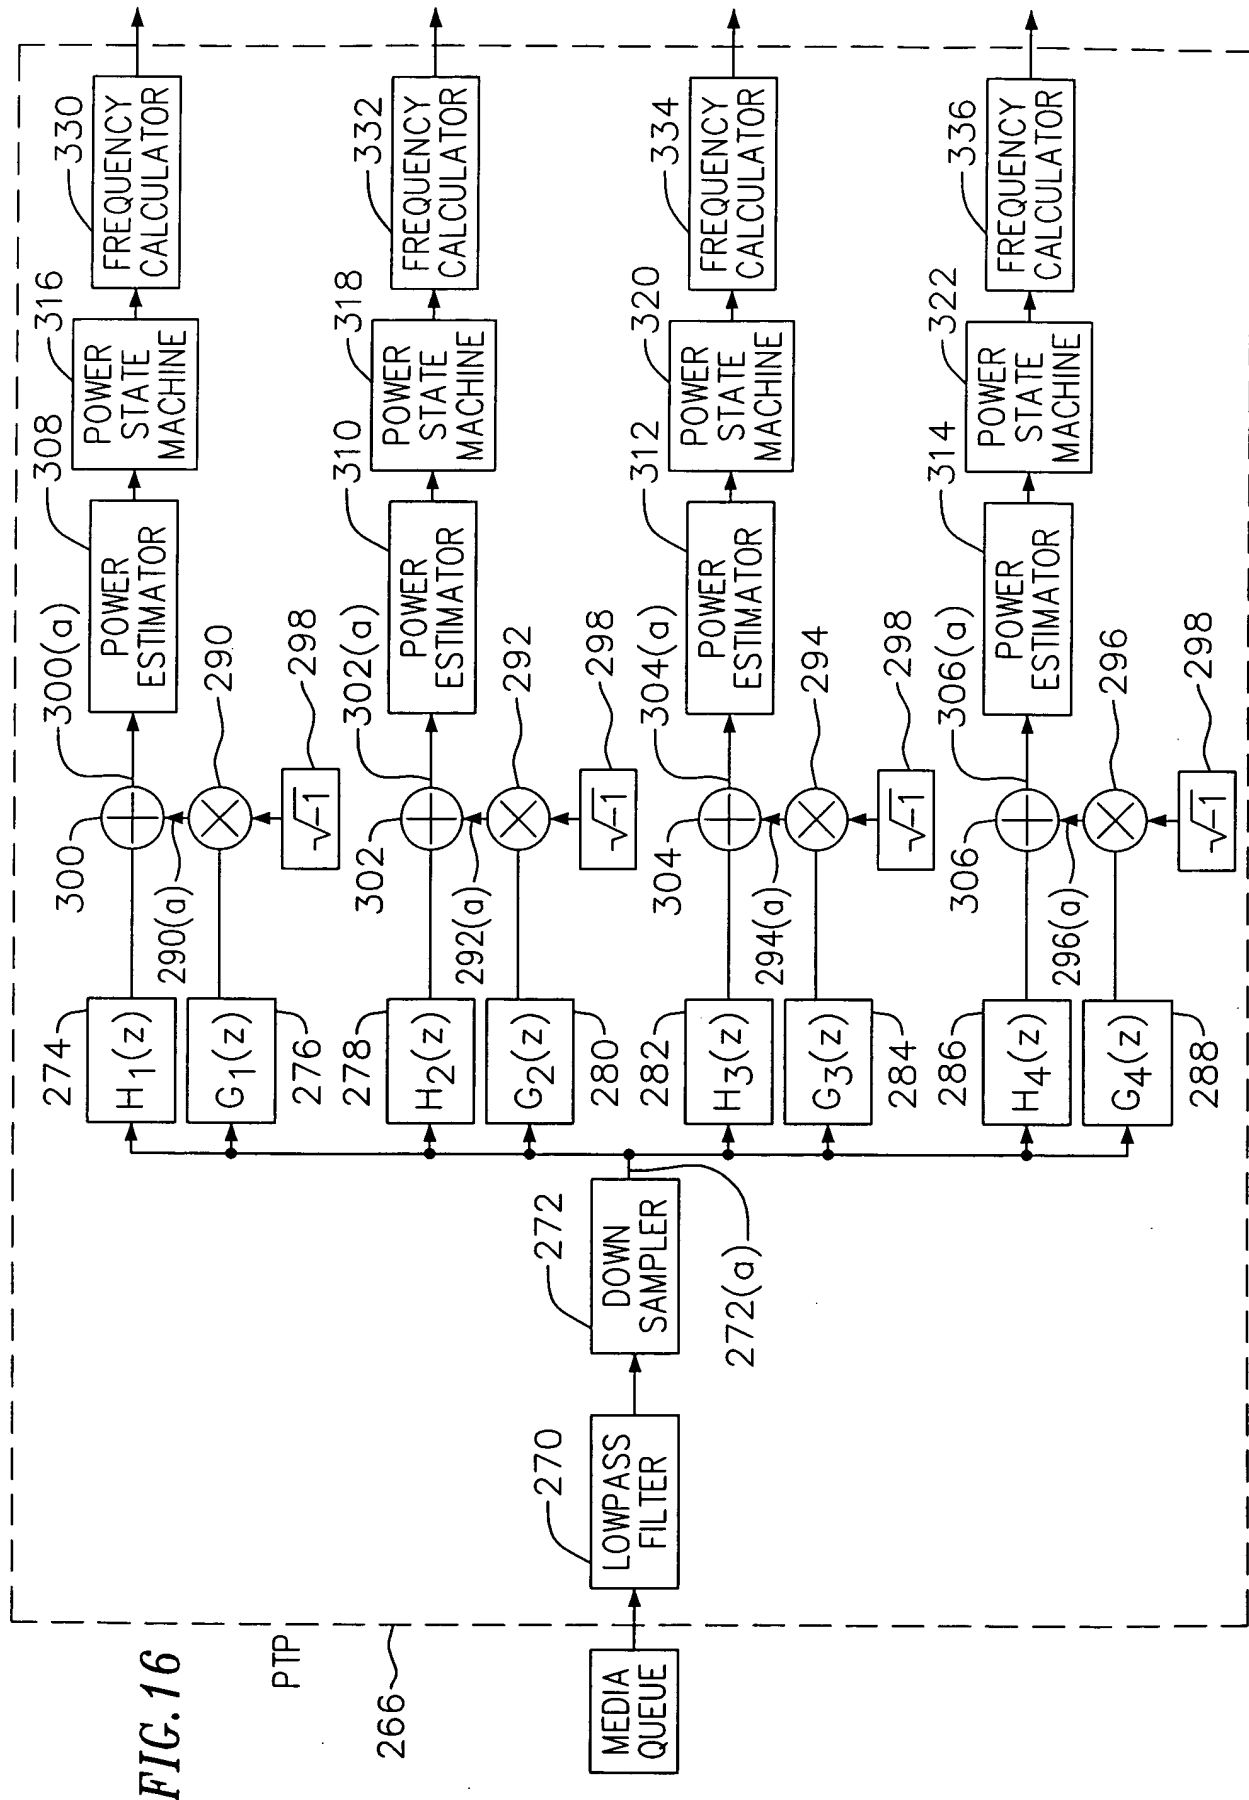 FIG.16
PTP
266
MEDIA
QUEUE
270
LOWPASS
FILTER
272
DOWN
SAMPLER
272(a)
274
H1(z)
G1(z)
276
290(a)
300
300(a)
290
√-1
298
308
POWER
ESTIMATOR
316
POWER
STATE
MACHINE
330
FREQUENCY
CALCULATOR
278
H2(z)
G2(z)
280
292(a)
302
302(a)
292
√-1
298
310
POWER
ESTIMATOR
318
POWER
STATE
MACHINE
332
FREQUENCY
CALCULATOR
282
H3(z)
G3(z)
284
294(a)
304
304(a)
294
√-1
298
312
POWER
ESTIMATOR
320
POWER
STATE
MACHINE
334
FREQUENCY
CALCULATOR
286
H4(z)
G4(z)
288
296(a)
306
306(a)
296
√-1
298
314
POWER
ESTIMATOR
322
POWER
STATE
MACHINE
336
FREQUENCY
CALCULATOR